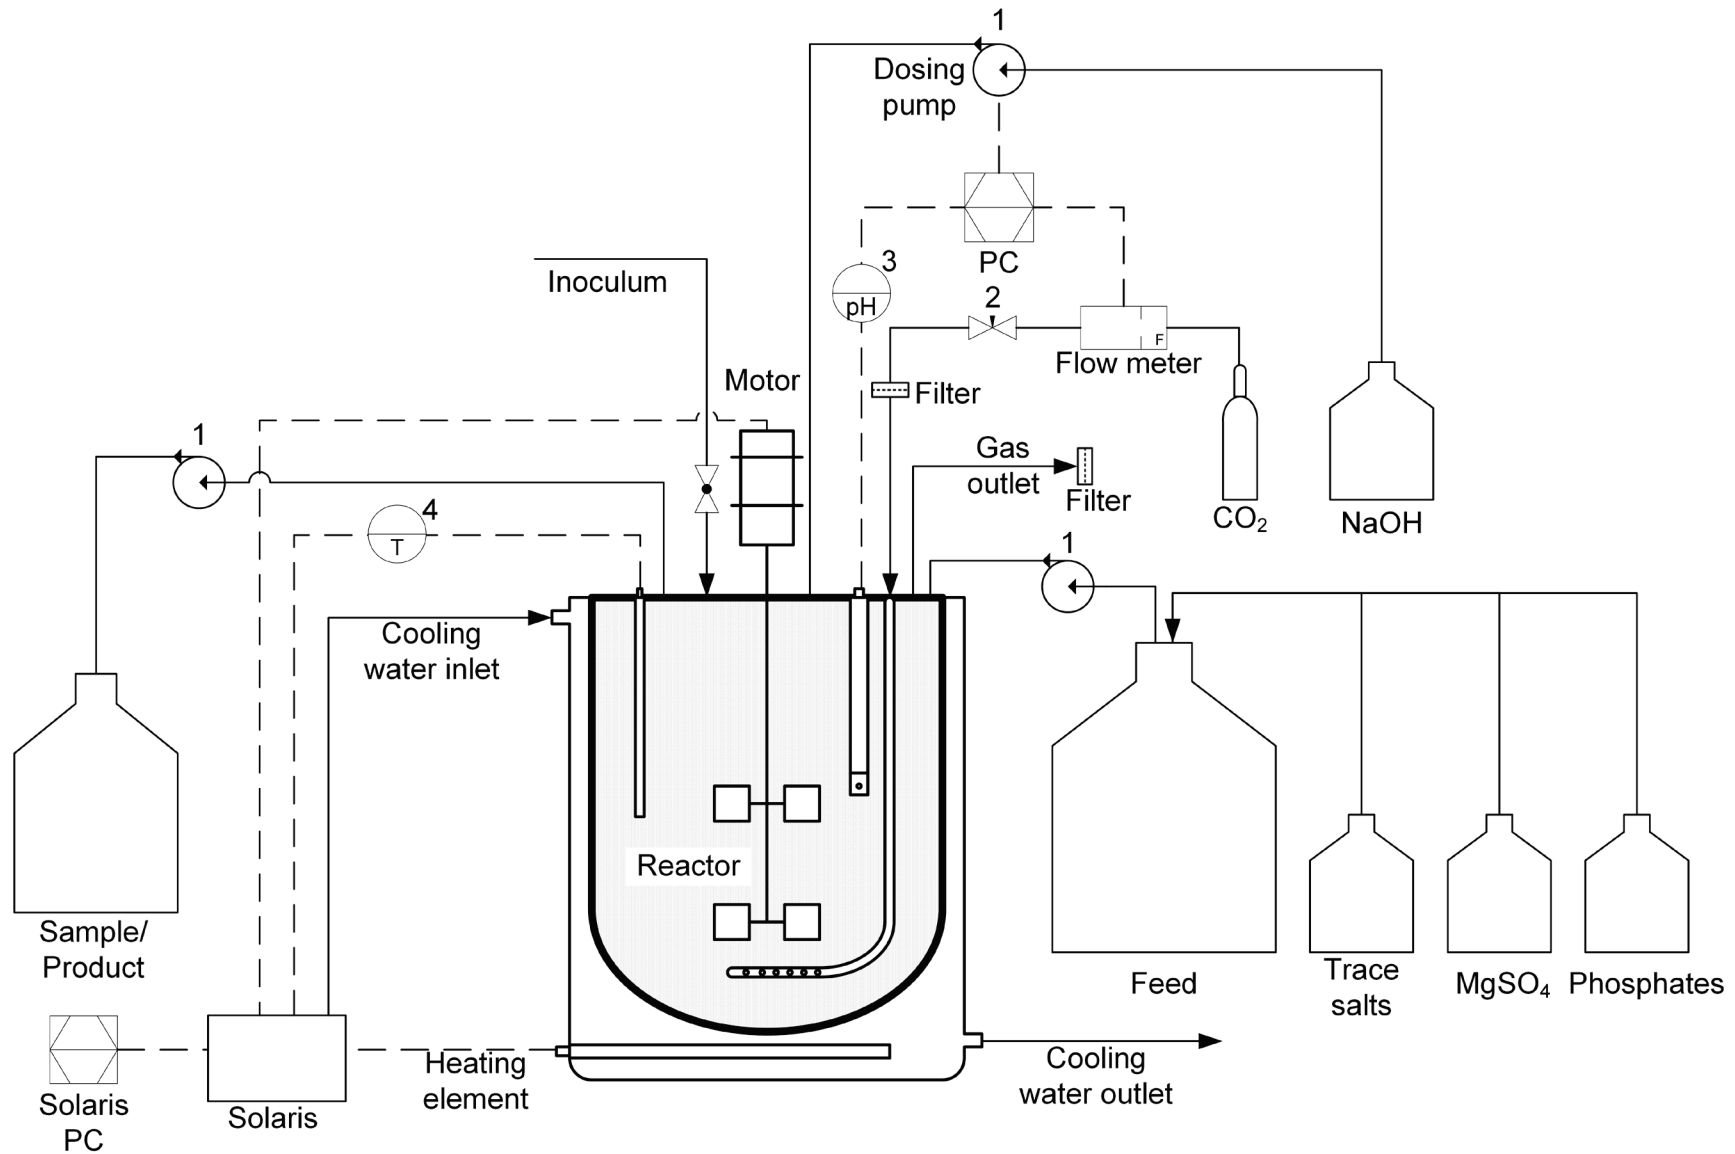 1
Dosing
pump
PC
3
pH
2
F
Flow meter
Inoculum
Motor
Filter
Gas
outlet
Filter
CO₂
NaOH
1
4
T
1
Cooling
water inlet
Reactor
Sample/
Product
Feed
Trace
salts
MgSO₄
Phosphates
Heating
element
Cooling
water outlet
Solaris
PC
Solaris